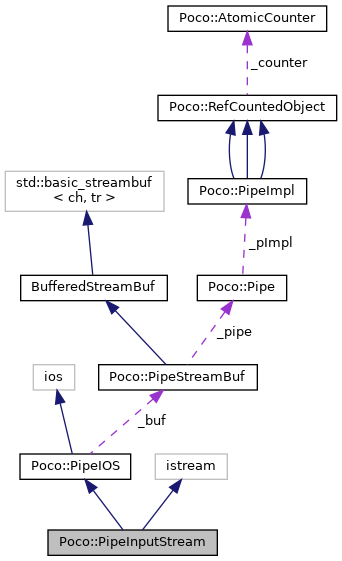 Poco::AtomicCounter
_counter
Poco::RefCountedObject
std::basic_streambuf
< ch, tr >
Poco::PipeImpl
_pImpl
BufferedStreamBuf
Poco::Pipe
_pipe
ios
Poco::PipeStreamBuf
_buf
Poco::PipeIOS
istream
Poco::PipeInputStream